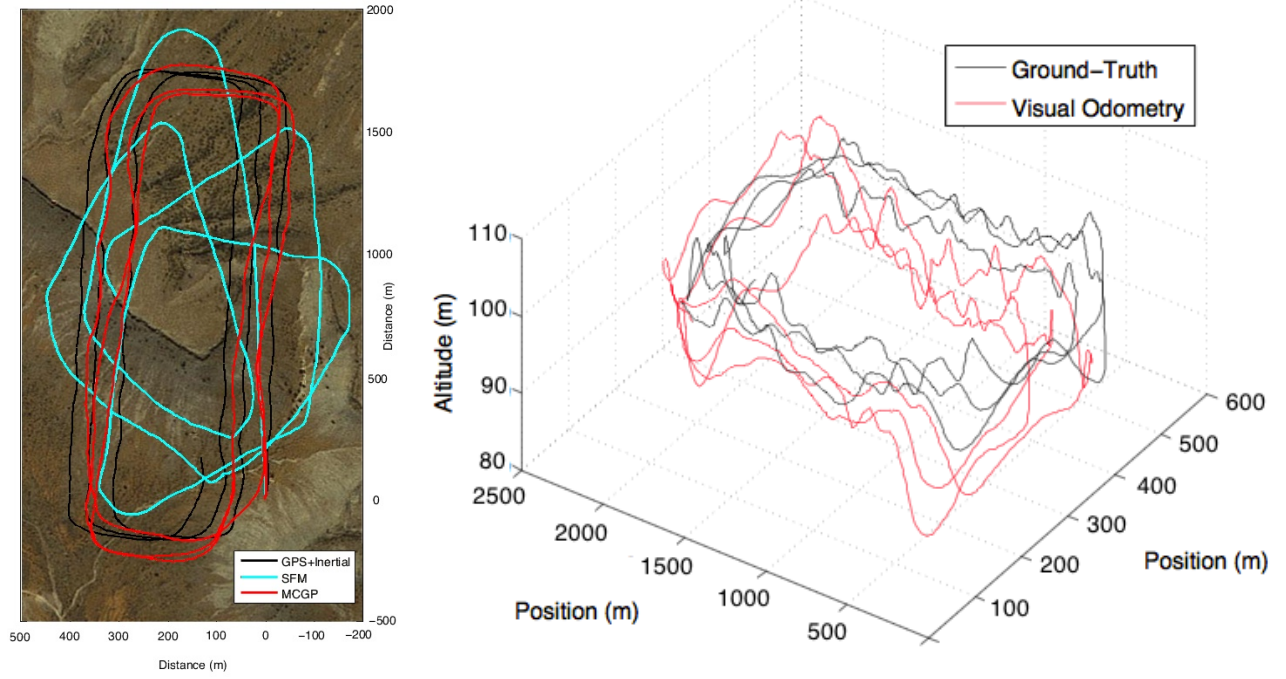 2000
1500
1000
500
0
−500
Distance (m)
GPS+Inertial
SFM
MCGP
500 400 300 200 100 0 −100 −200
Distance (m)
Ground−Truth
Visual Odometry
110
100
90
80
Altitude (m)
2500
2000
1500
1000
500
Position (m)
600
500
400
300
200
100
Position (m)